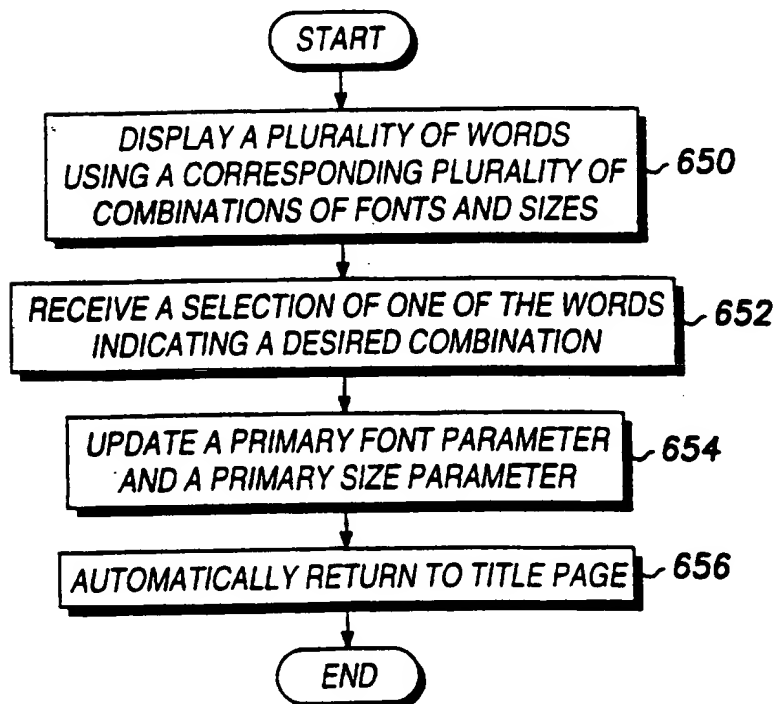 START
DISPLAY A PLURALITY OF WORDS
USING A CORRESPONDING PLURALITY OF
COMBINATIONS OF FONTS AND SIZES
650
RECEIVE A SELECTION OF ONE OF THE WORDS
INDICATING A DESIRED COMBINATION
652
UPDATE A PRIMARY FONT PARAMETER
AND A PRIMARY SIZE PARAMETER
654
AUTOMATICALLY RETURN TO TITLE PAGE
656
END